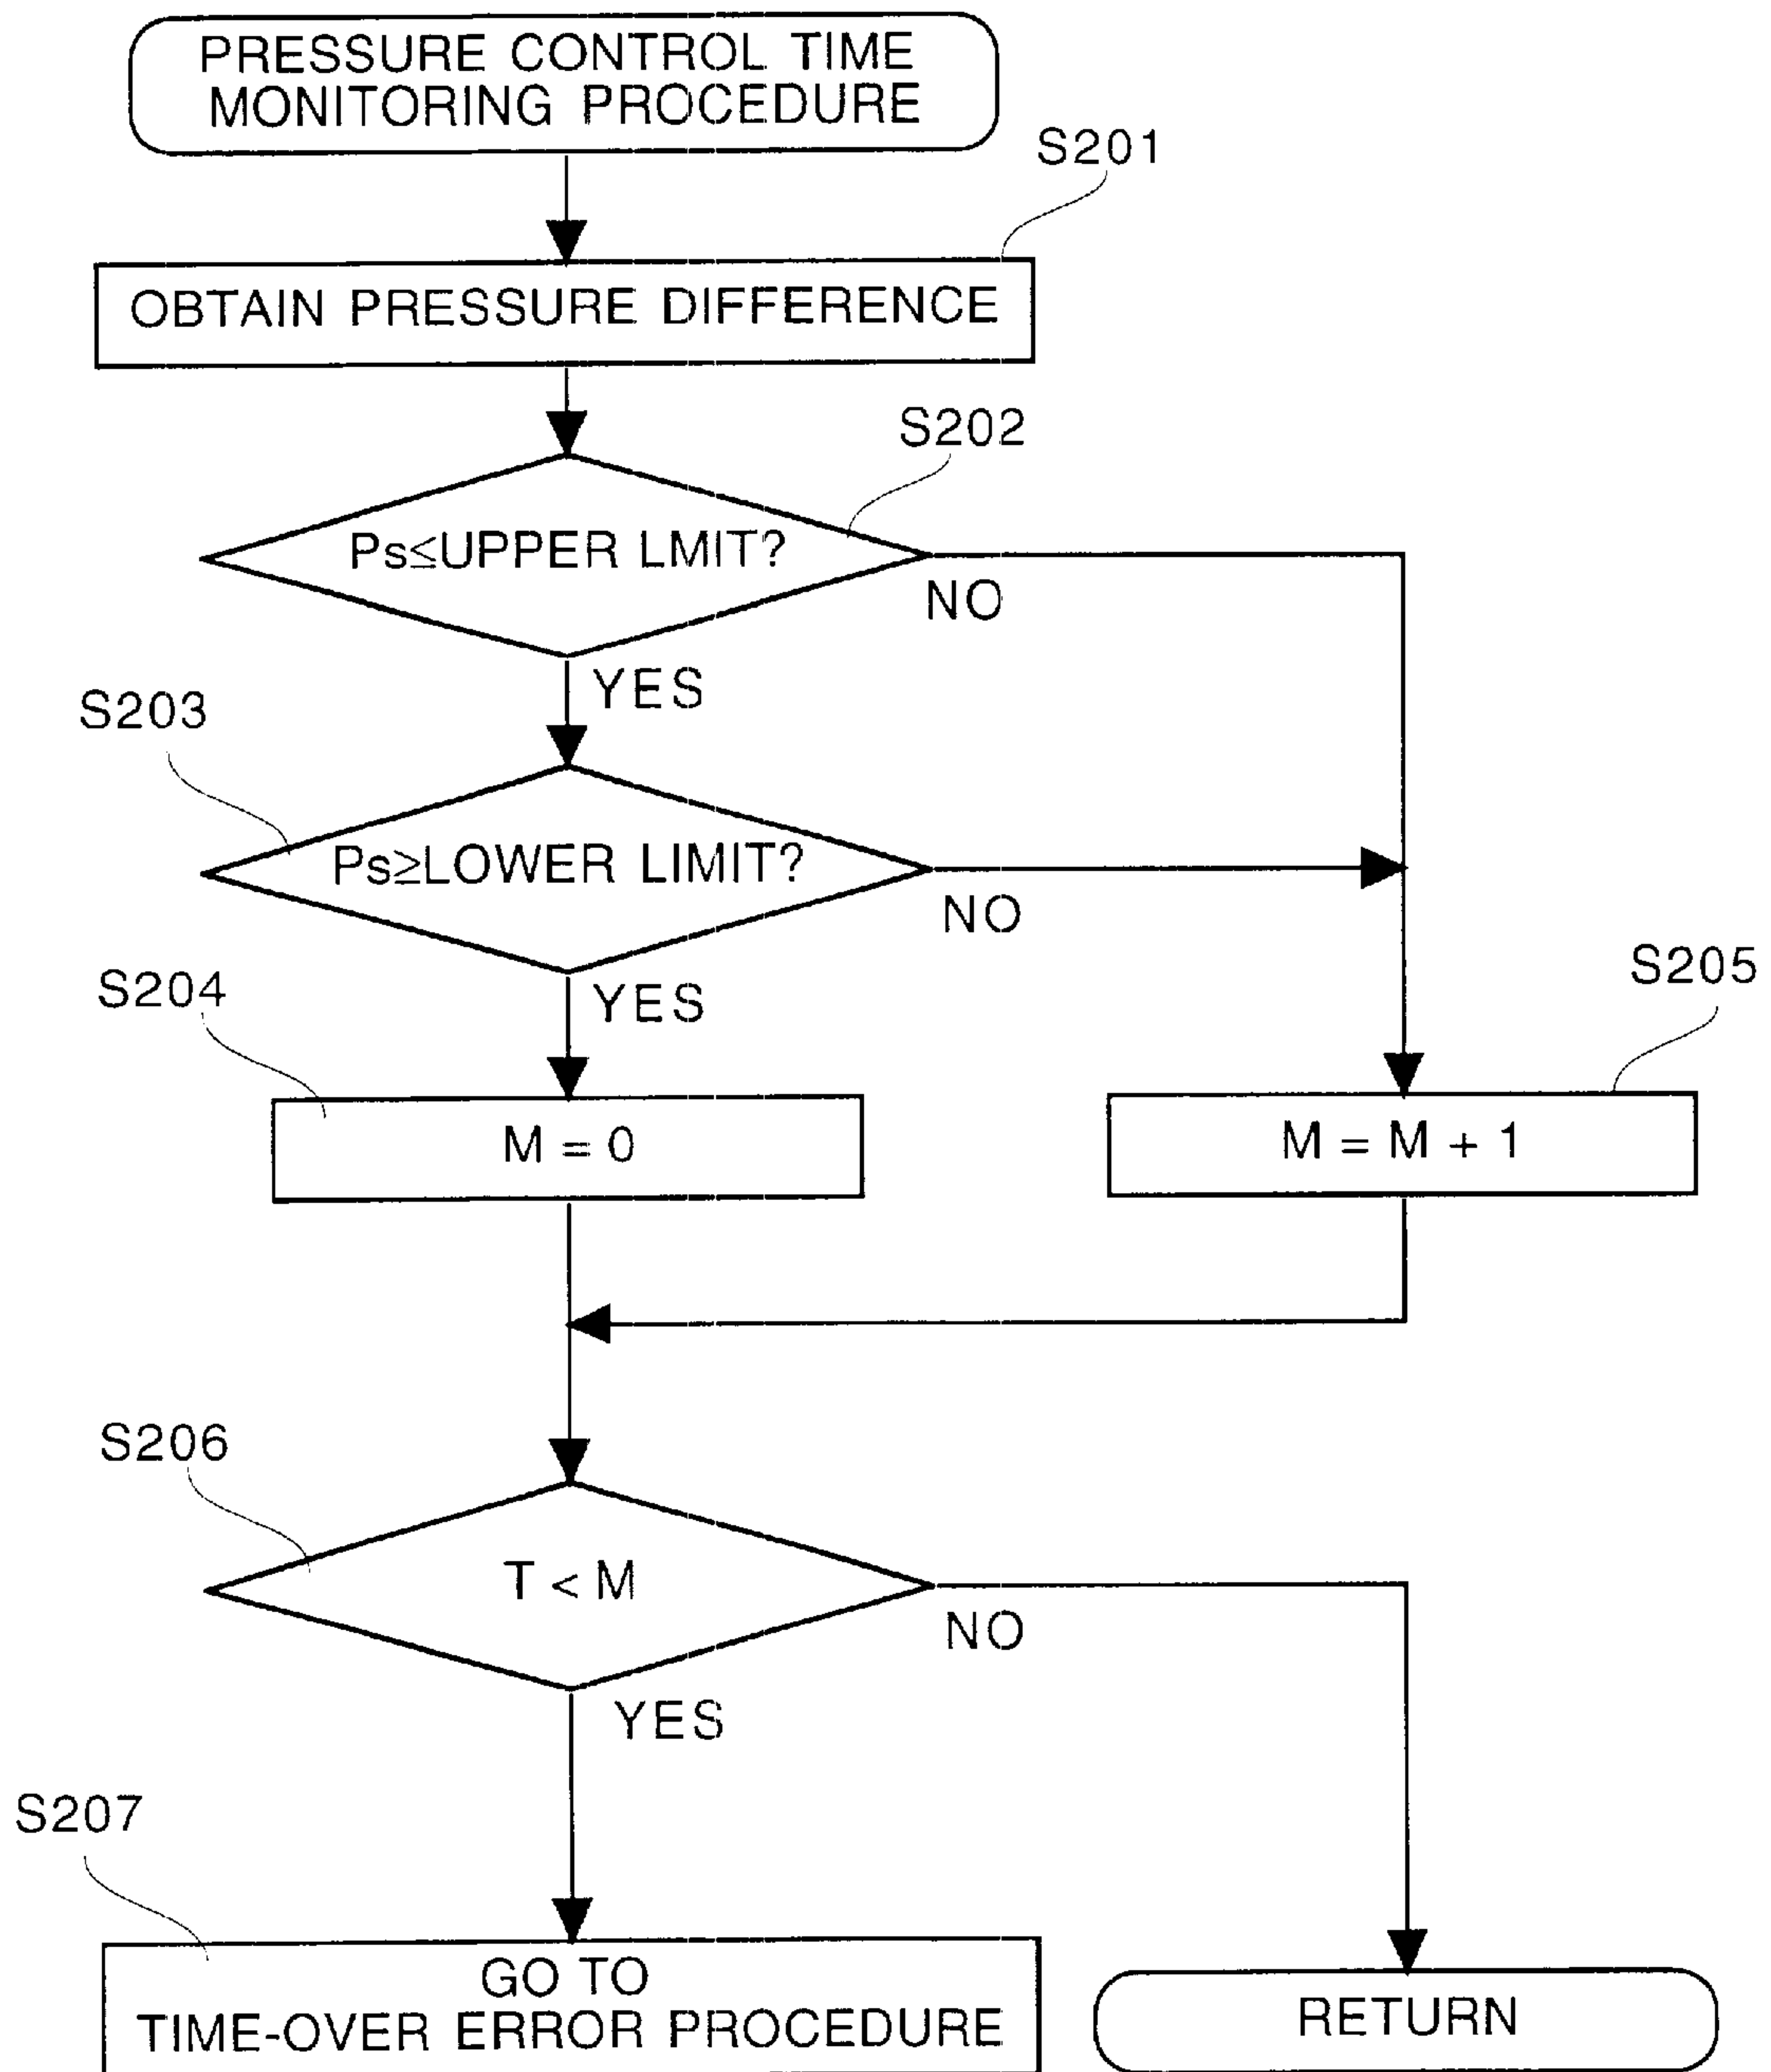 PRESSURE CONTROL TIME
MONITORING PROCEDURE
S201
OBTAIN PRESSURE DIFFERENCE
S202
Ps≦UPPER LMIT?
NO
YES
S203
Ps≧LOWER LIMIT?
NO
YES
S204
M = 0
S205
M = M + 1
S206
T < M
NO
YES
S207
GO TO
TIME-OVER ERROR PROCEDURE
RETURN